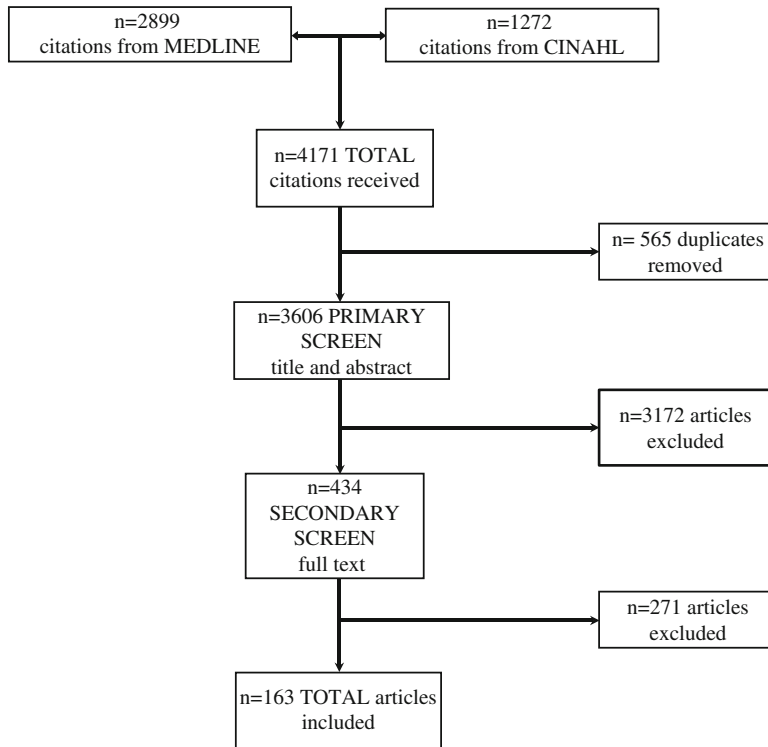 n=2899
citations from MEDLINE
n=1272
citations from CINAHL
n=4171 TOTAL
citations received
n= 565 duplicates
removed
n=3606 PRIMARY
SCREEN
title and abstract
n=3172 articles
excluded
n=434
SECONDARY
SCREEN
full text
n=271 articles
excluded
n=163 TOTAL articles
included